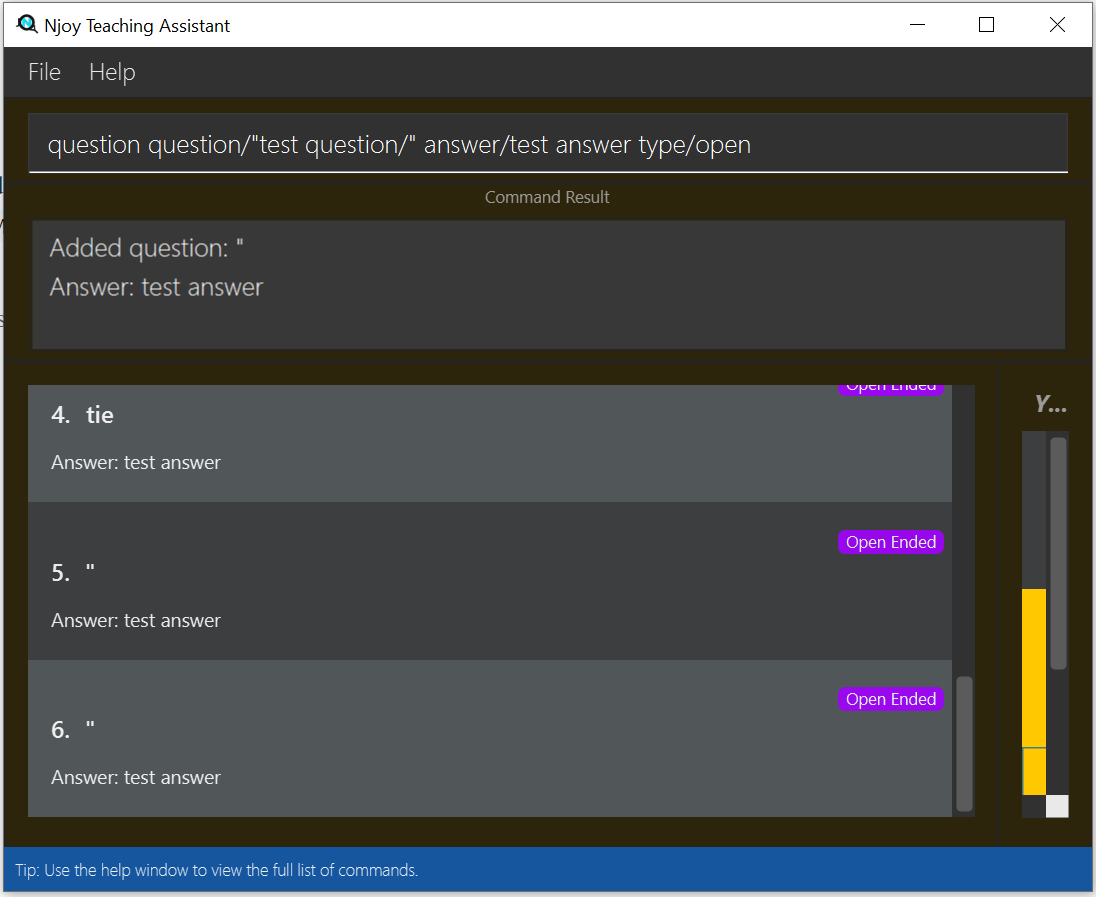 Njoy Teaching Assistant
File Help
question question/"test question/" answer/test answer type/open
Command Result
Added question: "
Answer: test answer
Open Ended
4. tie
Answer: test answer
Open Ended
5. "
Answer: test answer
Open Ended
6. "
Answer: test answer
Y...
Tip: Use the help window to view the full list of commands.